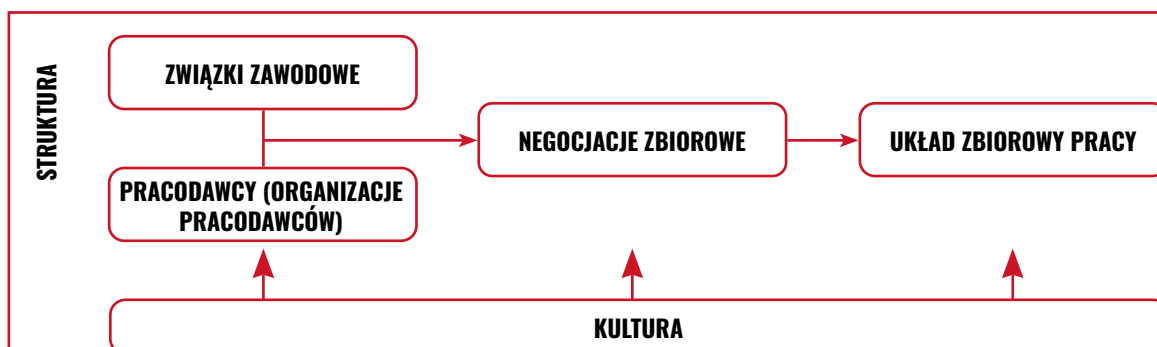 STRUKTURA
ZWIĄZKI ZAWODOWE
PRACODAWCY (ORGANIZACJE
PRACODAWCÓW)
NEGOCJACJE ZBIOROWE
UKŁAD ZBIOROWY PRACY
KULTURA